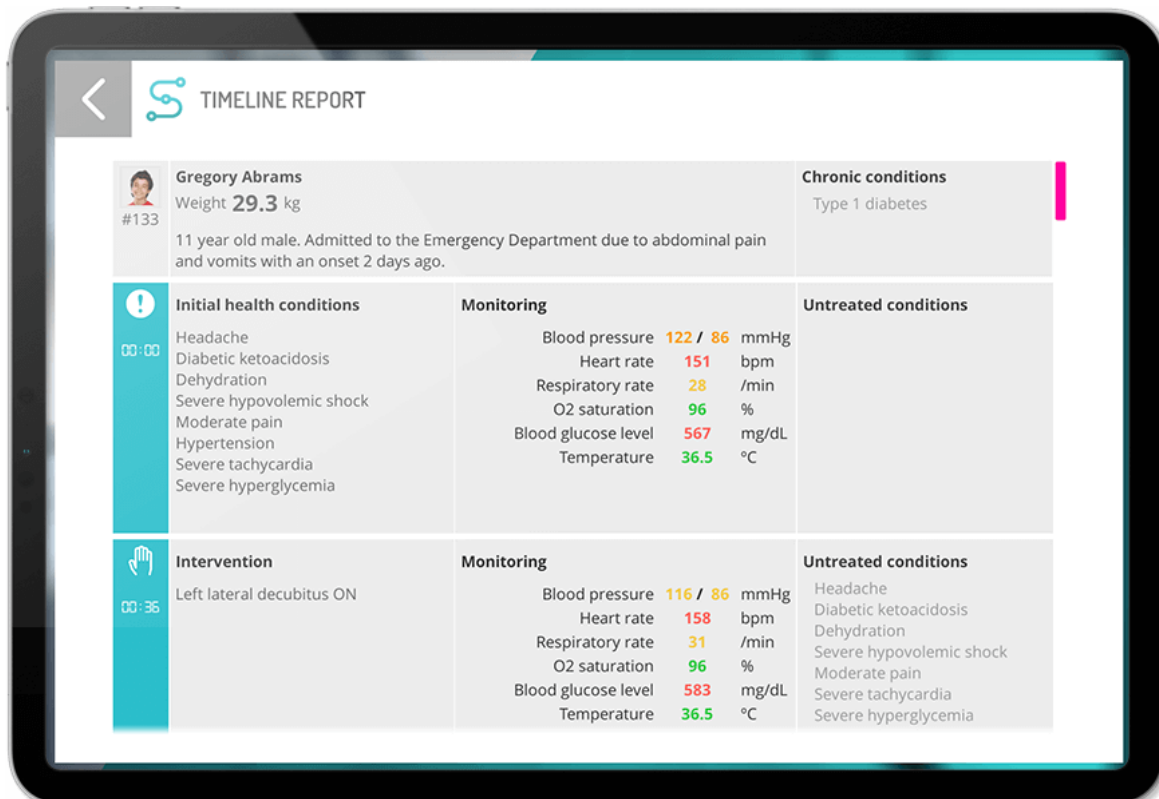 TIMELINE REPORT
#133
Gregory Abrams
Weight 29.3 kg
11 year old male. Admitted to the Emergency Department due to abdominal pain
and vomits with an onset 2 days ago.
Chronic conditions
Type 1 diabetes
00:00
Initial health conditions
Headache
Diabetic ketoacidosis
Dehydration
Severe hypovolemic shock
Moderate pain
Hypertension
Severe tachycardia
Severe hyperglycemia
Monitoring
Blood pressure 122 / 86 mmHg
Heart rate 151 bpm
Respiratory rate 28 /min
O2 saturation 96 %
Blood glucose level 567 mg/dL
Temperature 36.5 °C
Untreated conditions
00:36
Intervention
Left lateral decubitus ON
Monitoring
Blood pressure 116 / 86 mmHg
Heart rate 158 bpm
Respiratory rate 31 /min
O2 saturation 96 %
Blood glucose level 583 mg/dL
Temperature 36.5 °C
Untreated conditions
Headache
Diabetic ketoacidosis
Dehydration
Severe hypovolemic shock
Moderate pain
Severe tachycardia
Severe hyperglycemia